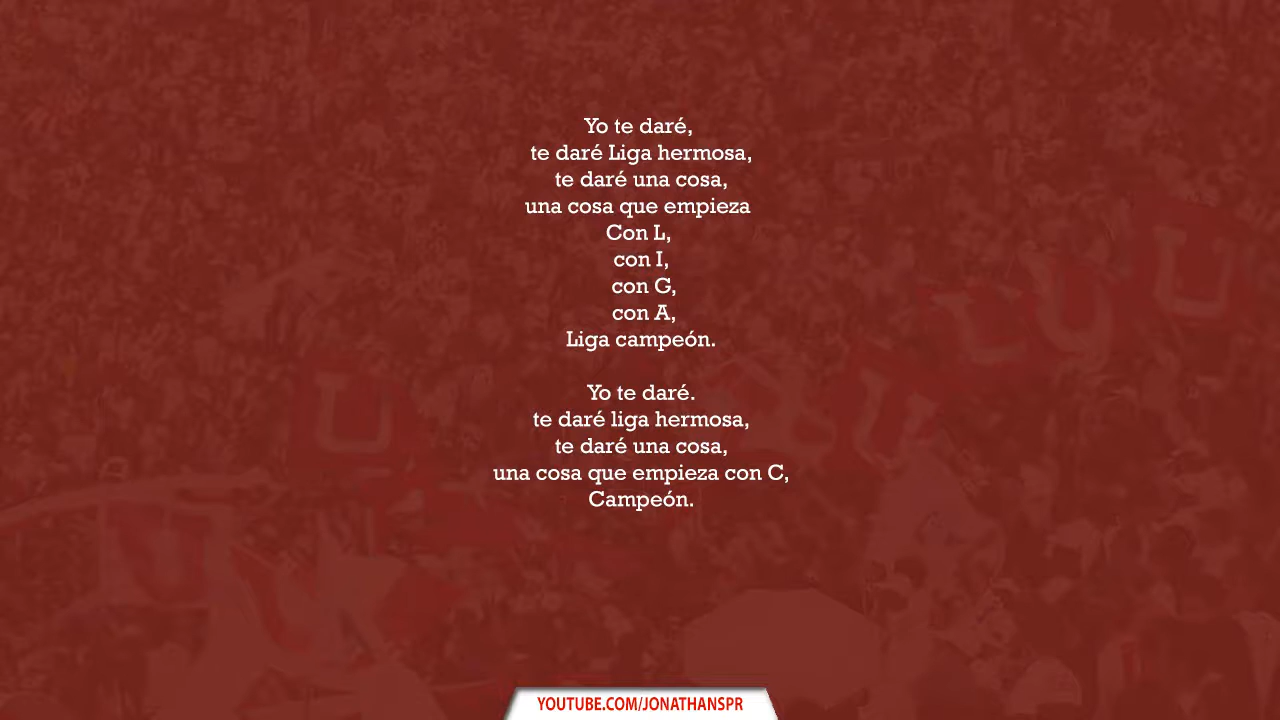 Yo te daré,
te daré Liga hermosa,
te daré una cosa,
una cosa que empieza
Con L,
con I,
con G,
con A,
Liga campeón.
Yo te daré.
te daré liga hermosa,
te daré una cosa,
una cosa que empieza con C,
Campeón.
U
U
U
YOUTUBE.COM/JONATHANSPR